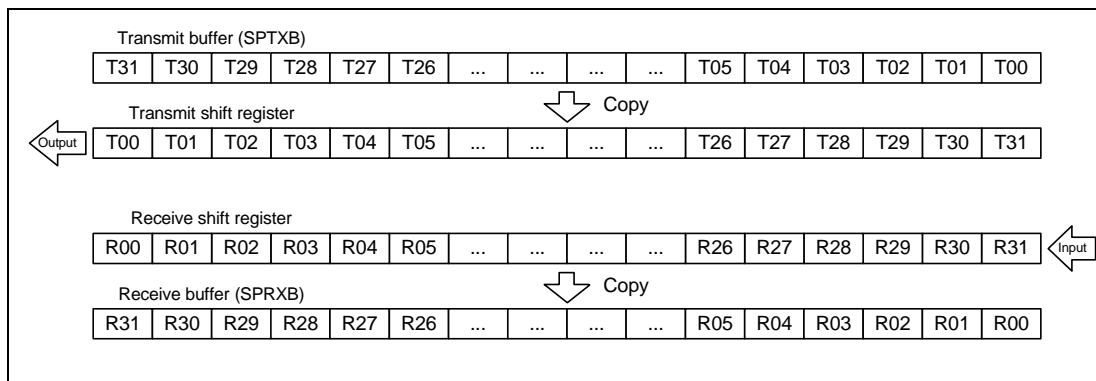 Transmit buffer (SPTXB)
T31 T30 T29 T28 T27 T26 ... ... ... ... T05 T04 T03 T02 T01 T00
Copy
Transmit shift register
Output T00 T01 T02 T03 T04 T05 ... ... ... ... T26 T27 T28 T29 T30 T31
Receive shift register
R00 R01 R02 R03 R04 R05 ... ... ... ... R26 R27 R28 R29 R30 R31 Input
Copy
Receive buffer (SPRXB)
R31 R30 R29 R28 R27 R26 ... ... ... ... R05 R04 R03 R02 R01 R00